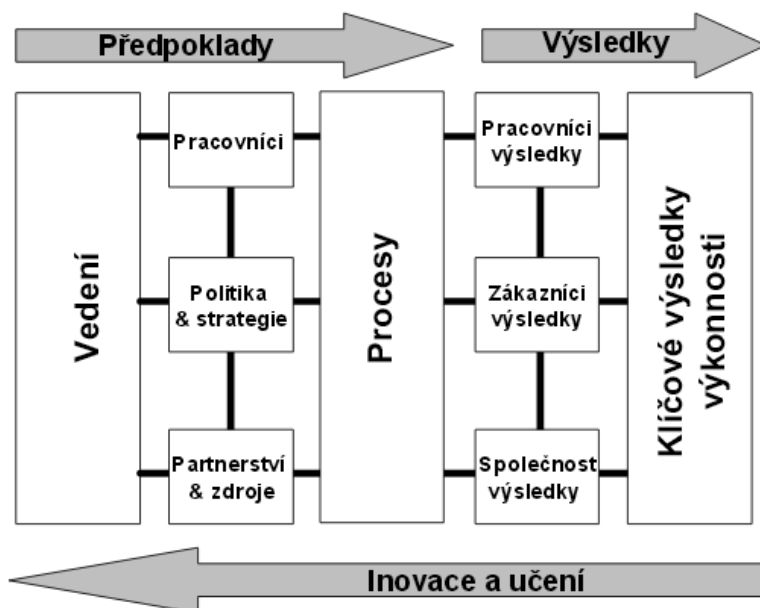 Předpoklady
Výsledky
Vedení
Pracovníci
Politika
& strategie
Partnerství
& zdroje
Procesy
Pracovníci
výsledky
Zákazníci
výsledky
Společnost
výsledky
Klíčové výsledky
výkonnosti
Inovace a učení